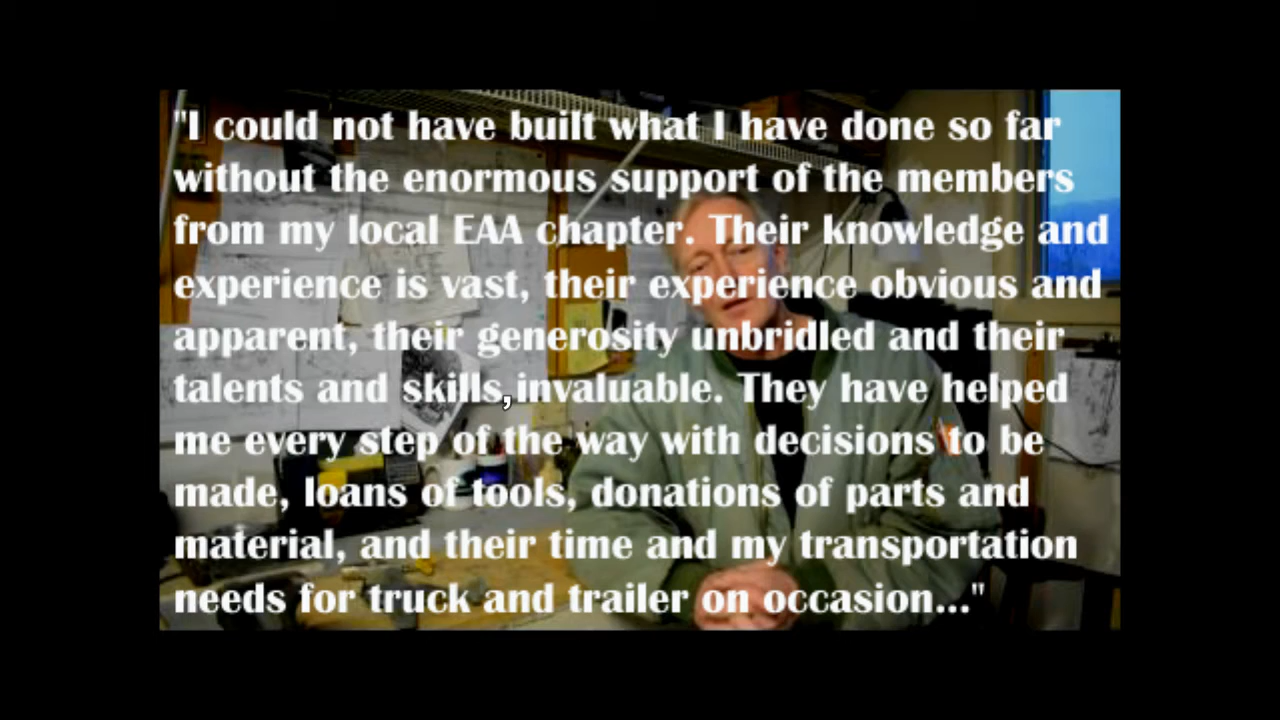 "I could not have built what I have done so far
without the enormous support of the members
from my local EAA chapter. Their knowledge and
experience is vast, their experience obvious and
apparent, their generosity unbridled and their
talents and skills,invaluable. They have helped
me every step of the way with decisions to be
made, loans of tools, donations of parts and
material, and their time and my transportation
needs for truck and trailer on occasion..."